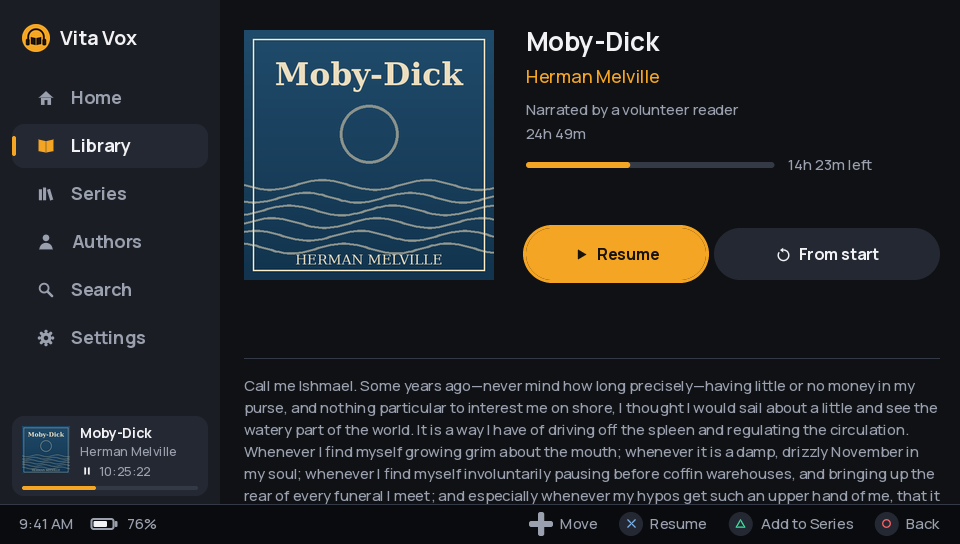 Vita Vox
Home
Library
Series
Authors
Search
Settings
Moby-Dick
Herman Melville
10:25:22
Moby-Dick
HERMAN MELVILLE
Moby-Dick
Herman Melville
Narrated by a volunteer reader
24h 49m
14h 23m left
Resume
From start
Call me Ishmael. Some years ago—never mind how long precisely—having little or no money in my
purse, and nothing particular to interest me on shore, I thought I would sail about a little and see the
watery part of the world. It is a way I have of driving off the spleen and regulating the circulation.
Whenever I find myself growing grim about the mouth; whenever it is a damp, drizzly November in
my soul; whenever I find myself involuntarily pausing before coffin warehouses, and bringing up the
rear of every funeral I meet; and especially whenever my hypos get such an upper hand of me, that it
9:41 AM
76%
Move
Resume
Add to Series
Back